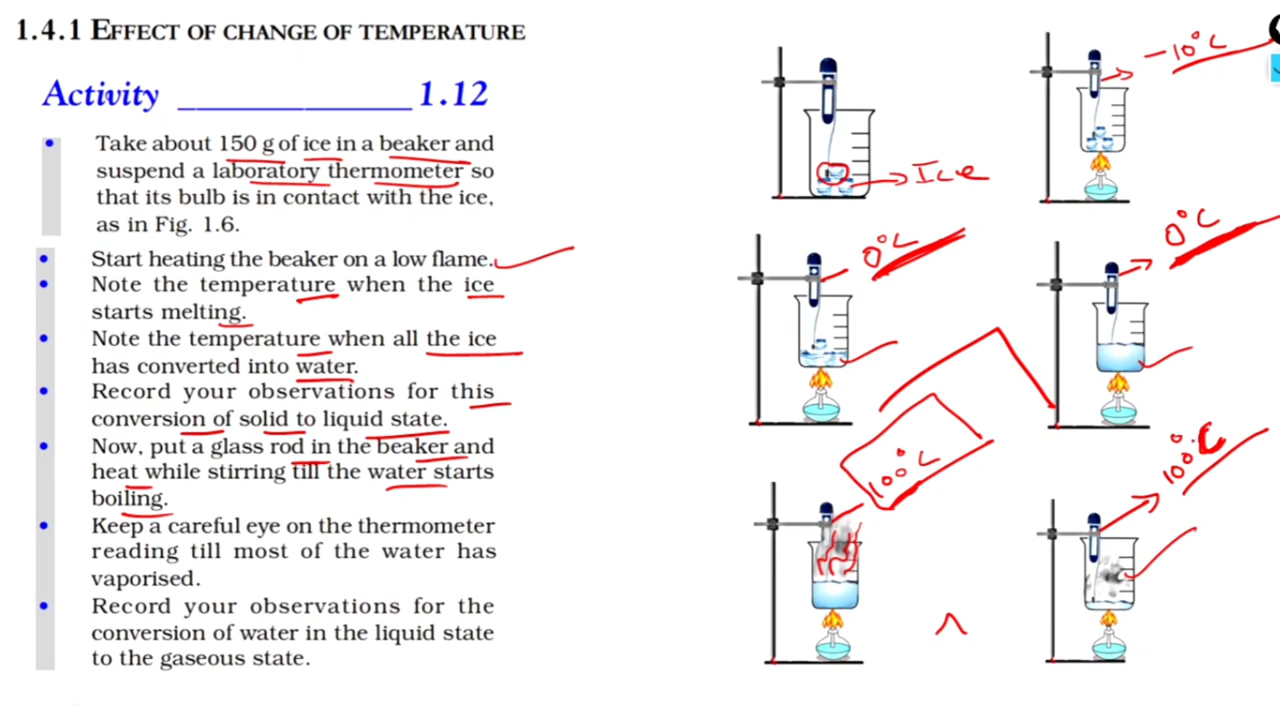 1.4.1 EFFECT OF CHANGE OF TEMPERATURE
Activity ____________ 1.12
• Take about 150 g of ice in a beaker and
suspend a laboratory thermometer so
that its bulb is in contact with the ice,
as in Fig. 1.6.
• Start heating the beaker on a low flame.
• Note the temperature when the ice
starts melting.
• Note the temperature when all the ice
has converted into water.
• Record your observations for this
conversion of solid to liquid state.
• Now, put a glass rod in the beaker and
heat while stirring till the water starts
boiling.
• Keep a careful eye on the thermometer
reading till most of the water has
vaporised.
• Record your observations for the
conversion of water in the liquid state
to the gaseous state.
Ice
-10°C
0°C
0°C
100°C
100°C